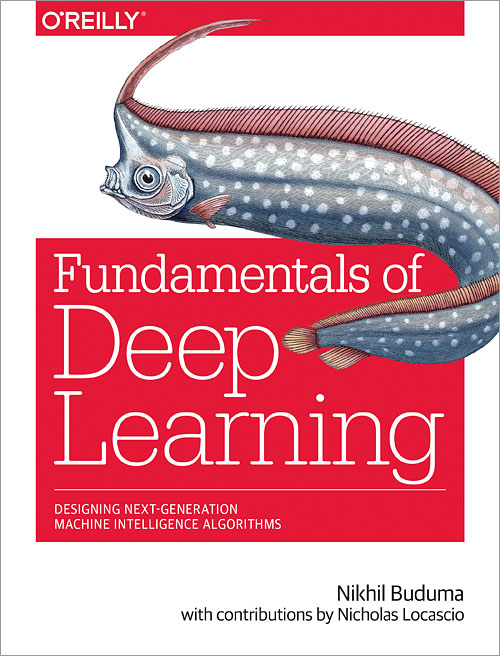 O'REILLY®
Fundamentals of
Deep
Learning
DESIGNING NEXT-GENERATION
MACHINE INTELLIGENCE ALGORITHMS
Nikhil Buduma
with contributions by Nicholas Locascio